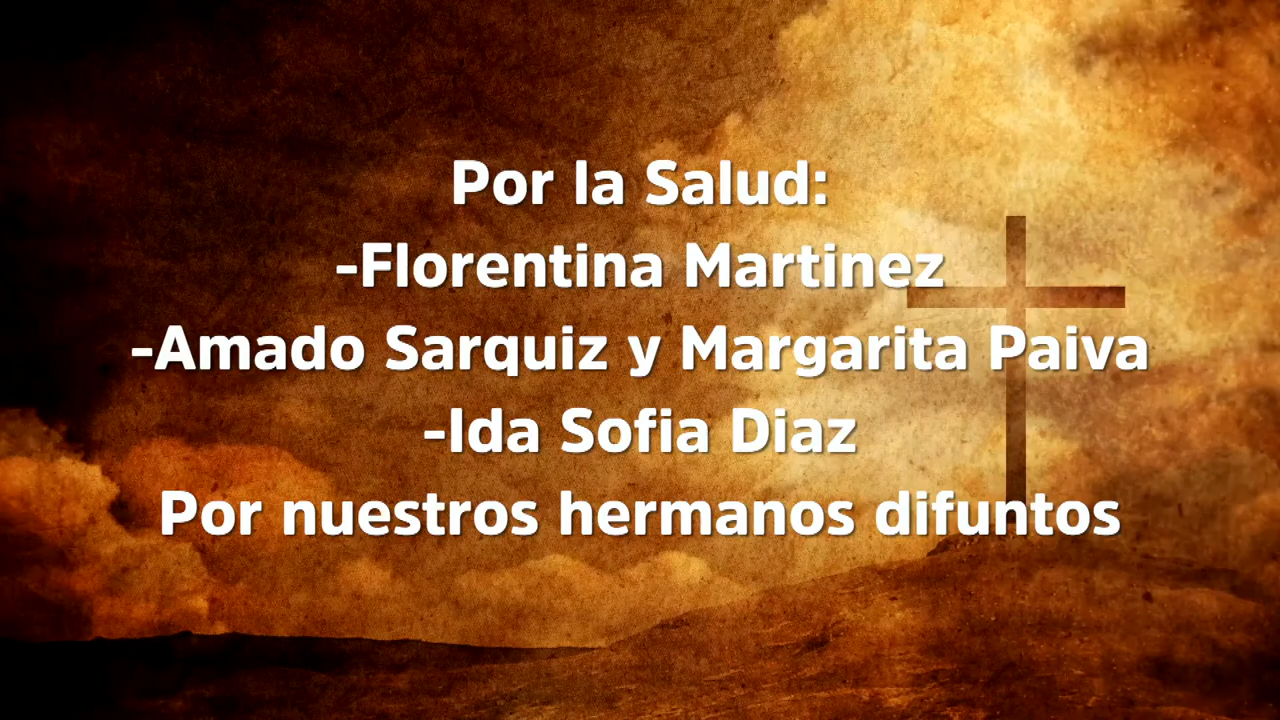 Por la Salud:
-Florentina Martinez
-Amado Sarquiz y Margarita Paiva
-Ida Sofia Diaz
Por nuestros hermanos difuntos